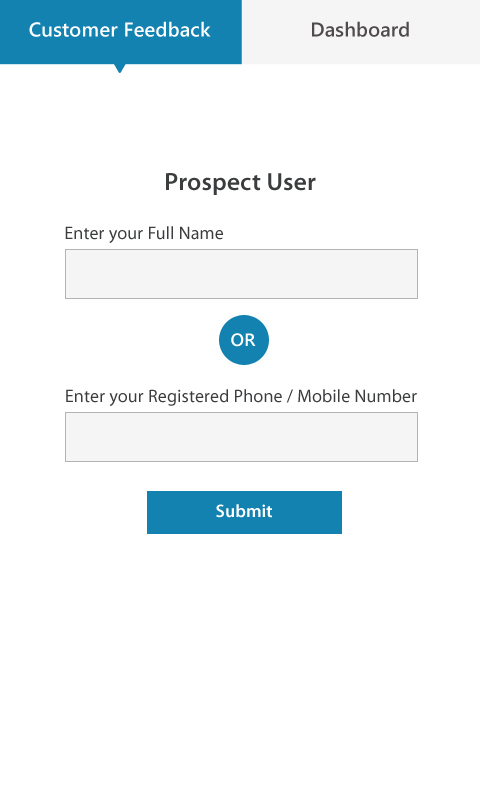 Customer Feedback
Dashboard
Prospect User
Enter your Full Name
OR
Enter your Registered Phone / Mobile Number
Submit